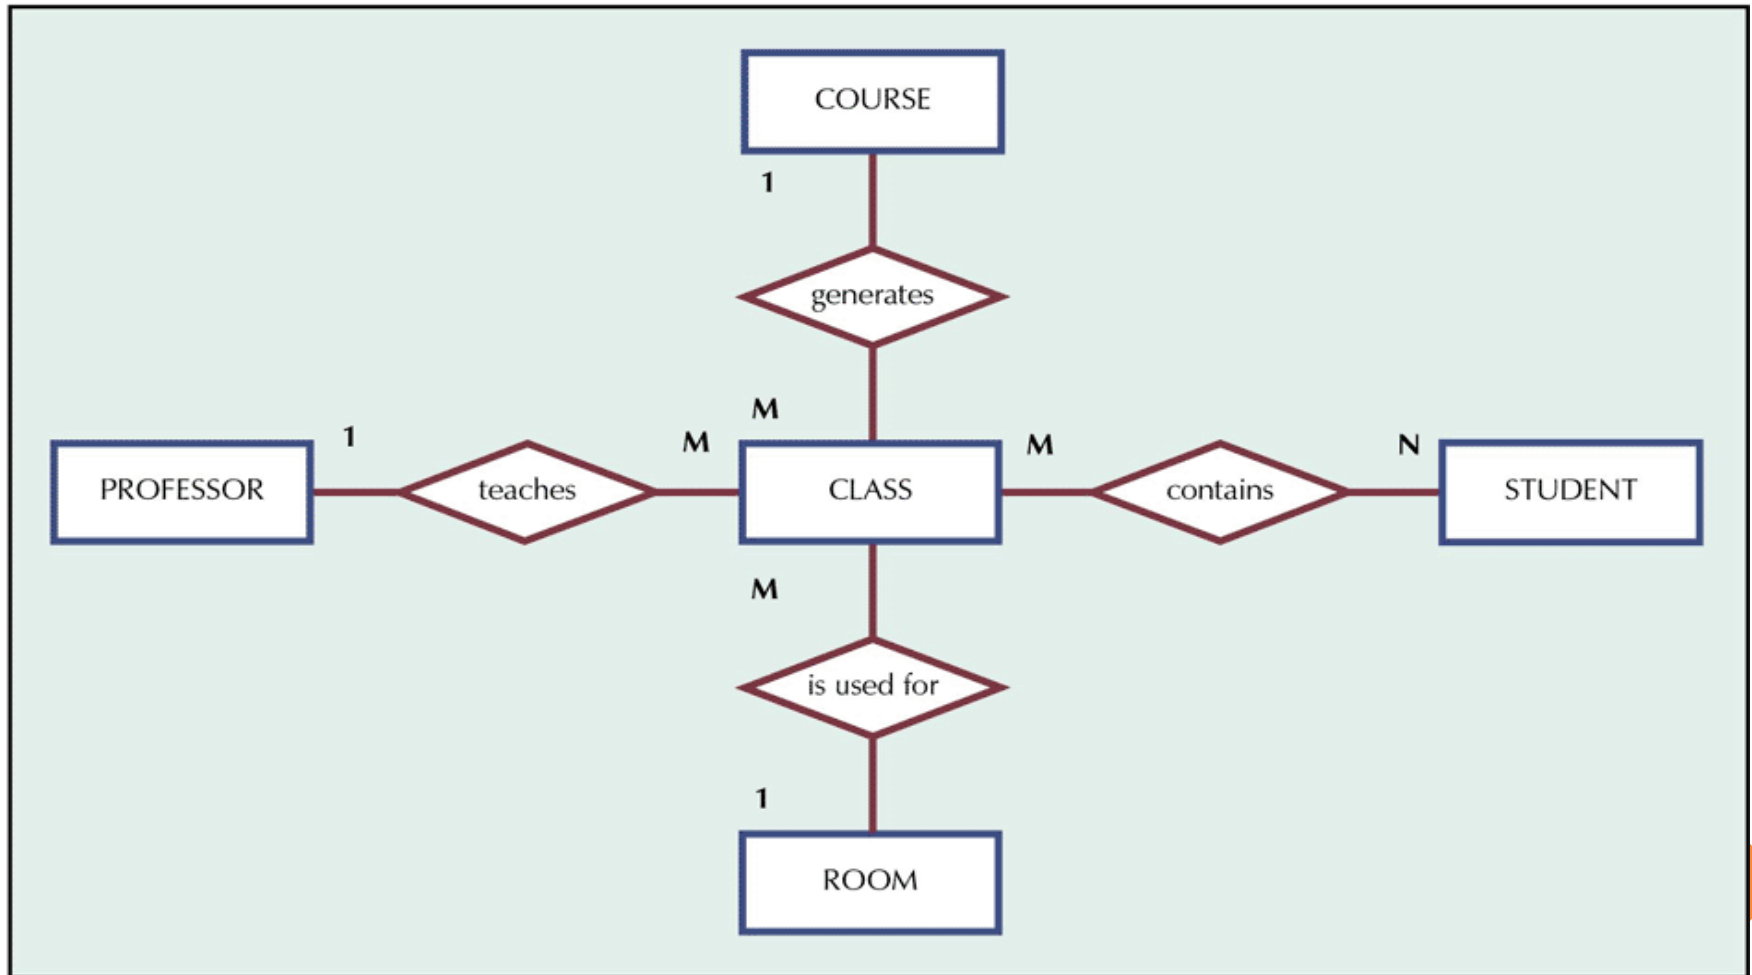 COURSE
1
generates
M
PROFESSOR 1 teaches M CLASS M contains N STUDENT
M
is used for
1
ROOM